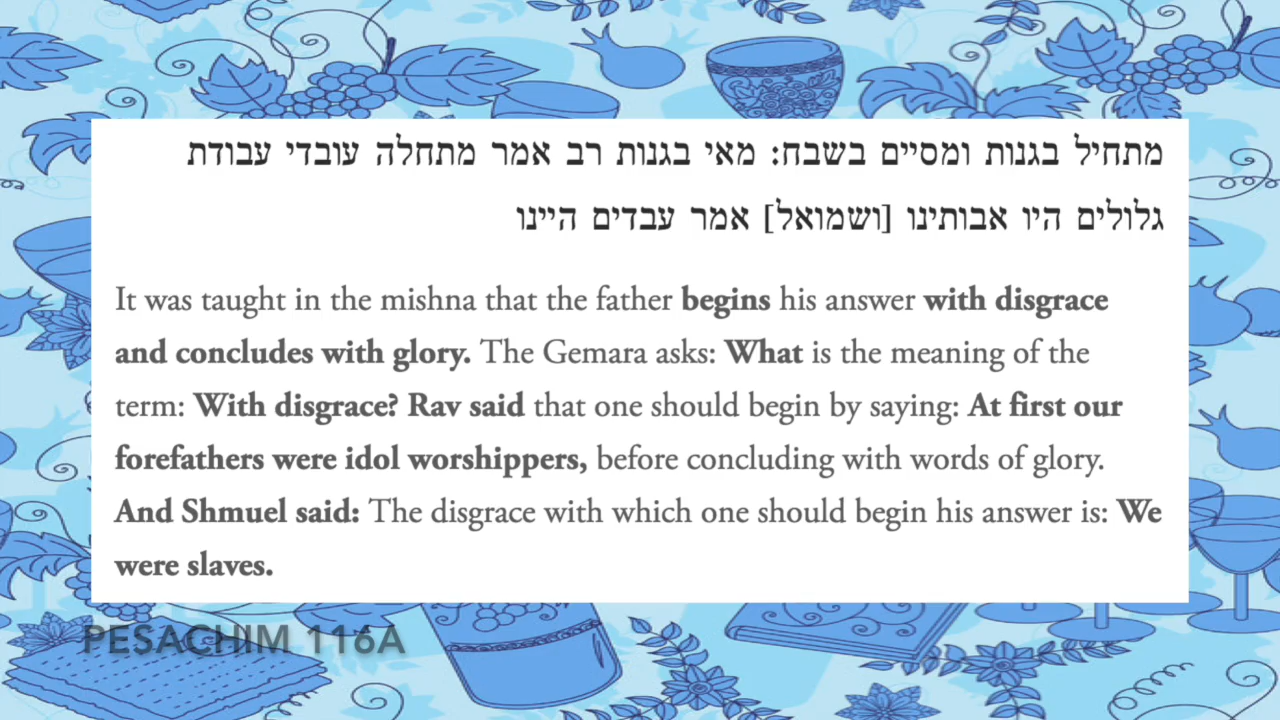 מתחיל בגנות ומסיים בשבח: מאי בגנות רב אמר מתחלה עובדי עבודת
גלולים היו אבותינו [ושמואל] אמר עבדים היינו
It was taught in the mishna that the father begins his answer with disgrace
and concludes with glory. The Gemara asks: What is the meaning of the
term: With disgrace? Rav said that one should begin by saying: At first our
forefathers were idol worshippers, before concluding with words of glory.
And Shmuel said: The disgrace with which one should begin his answer is: We
were slaves.
PESACHIM 116A